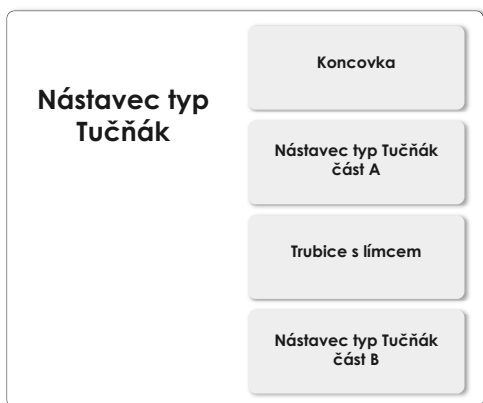 Nástavec typ
Tučňák
Koncovka
Nástavec typ Tučňák
část A
Trubice s límcem
Nástavec typ Tučňák
část B